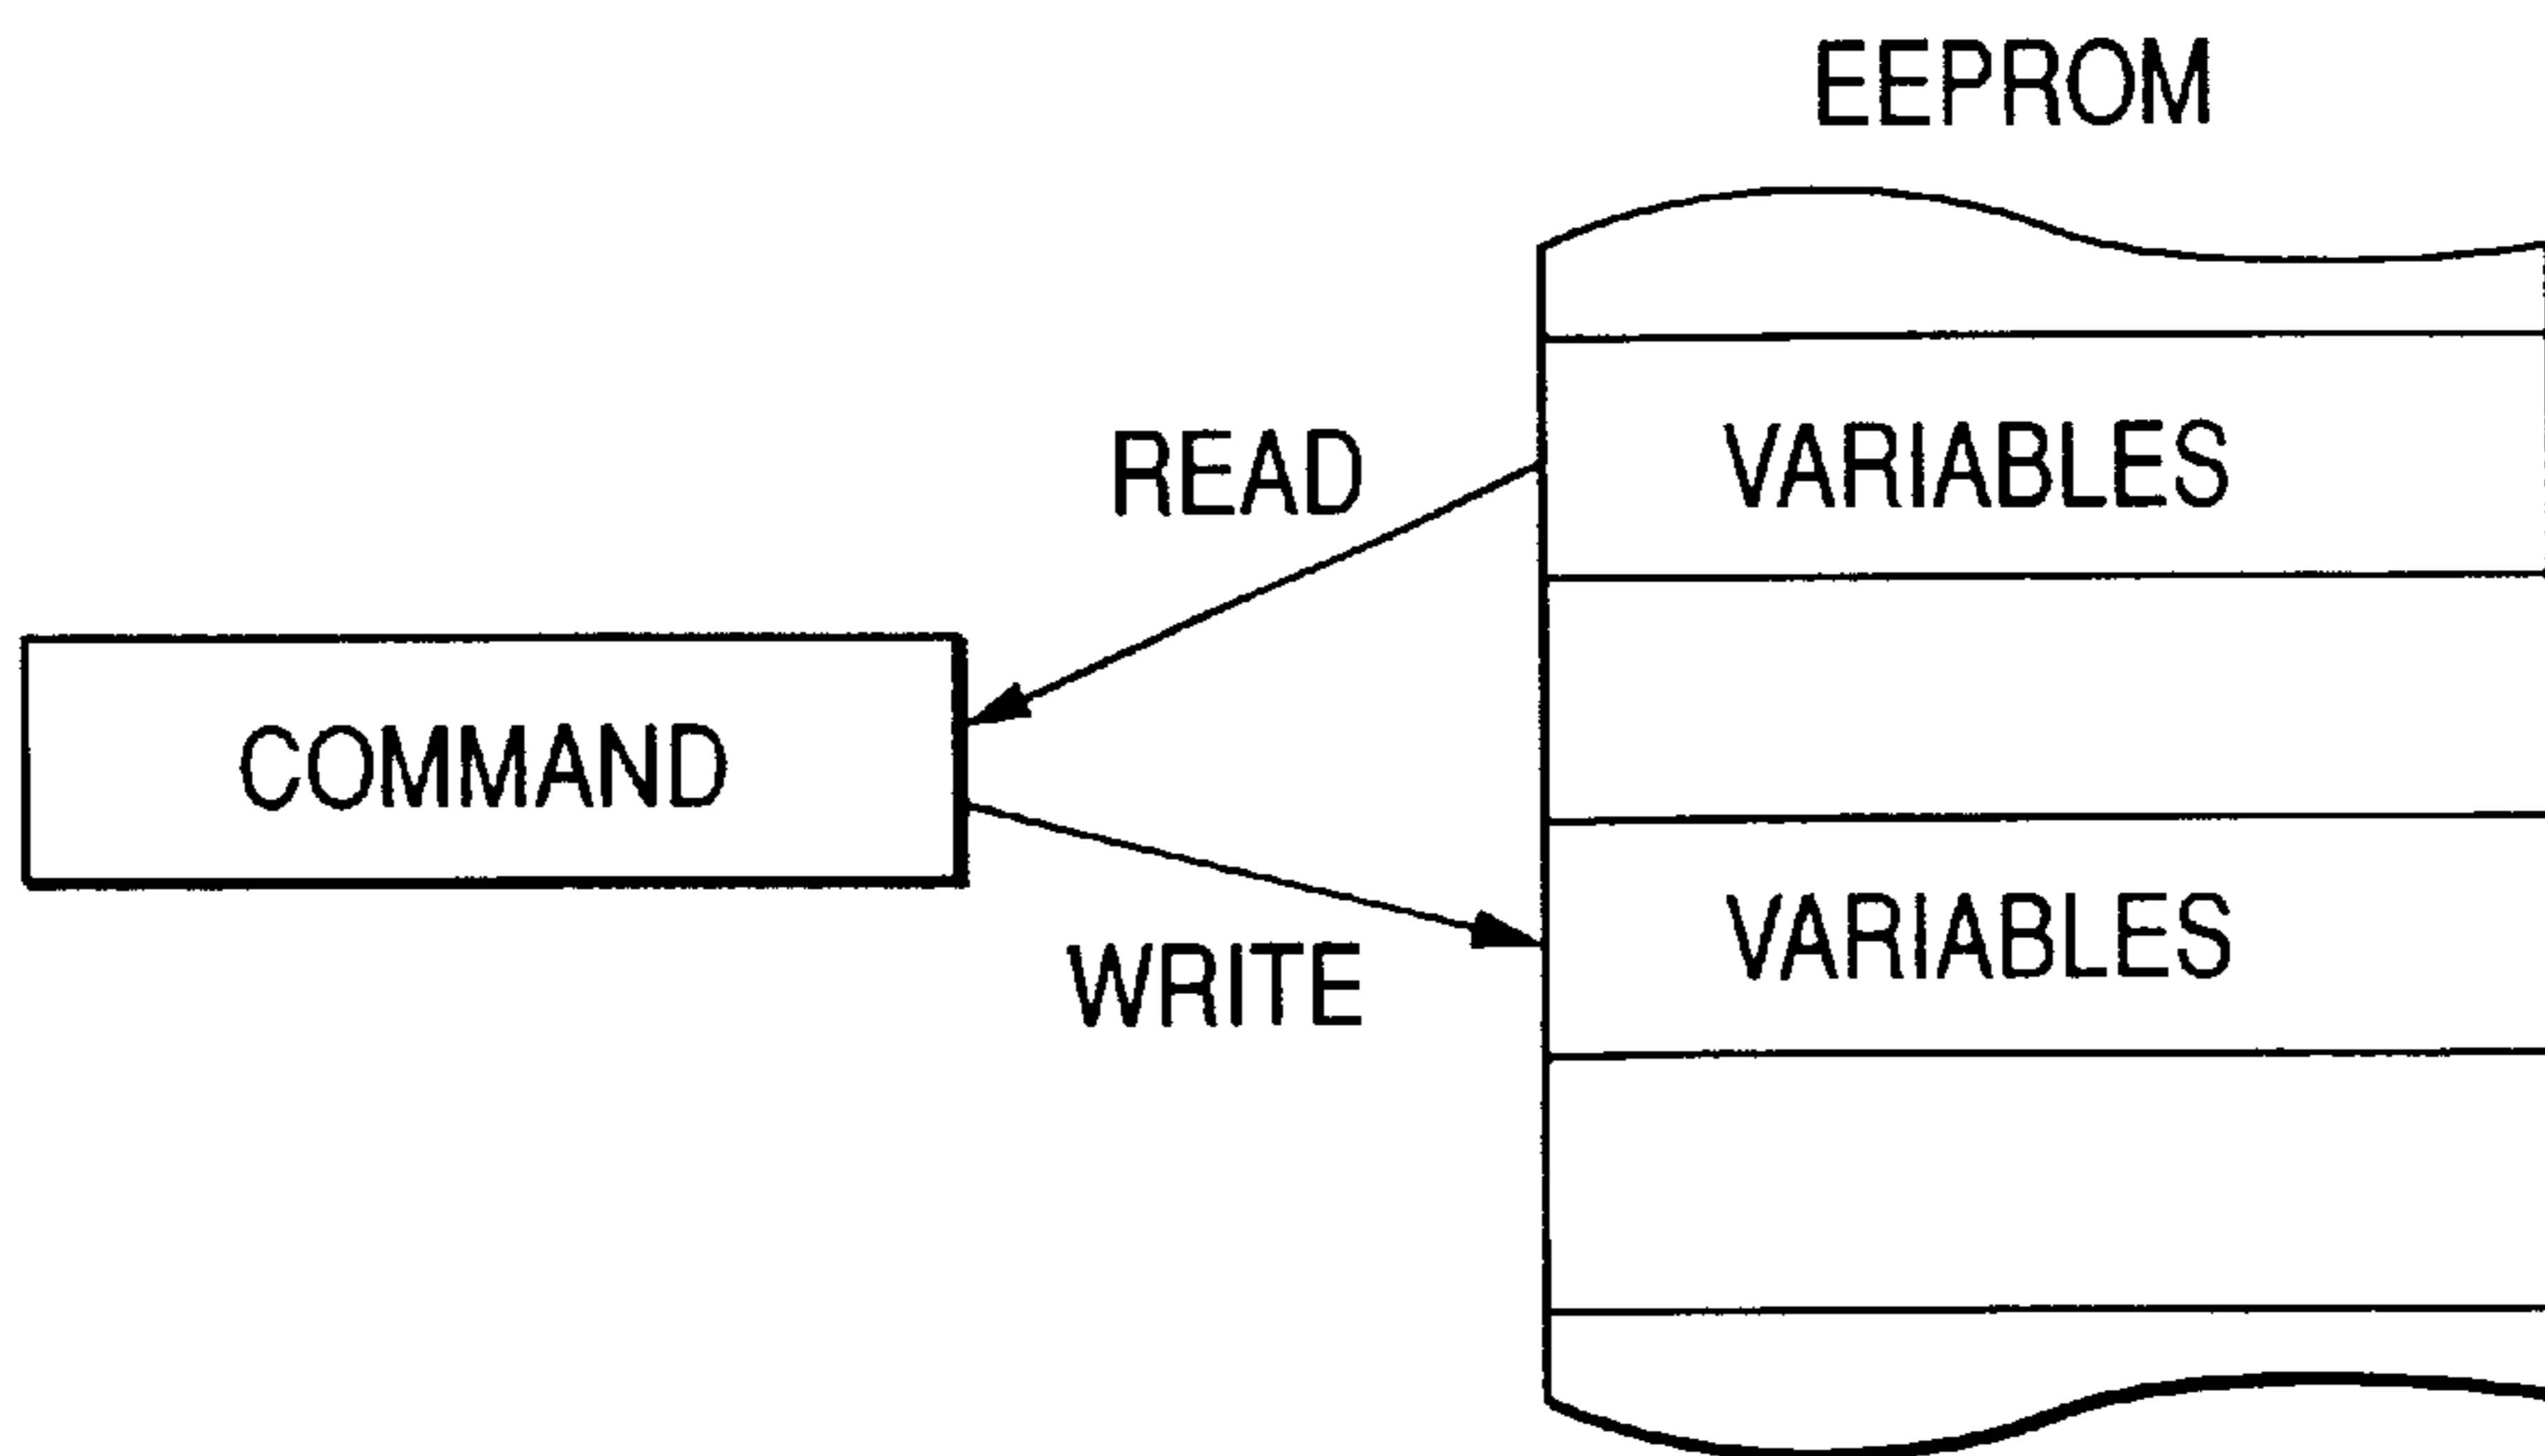 EEPROM
READ
VARIABLES
COMMAND
WRITE
VARIABLES